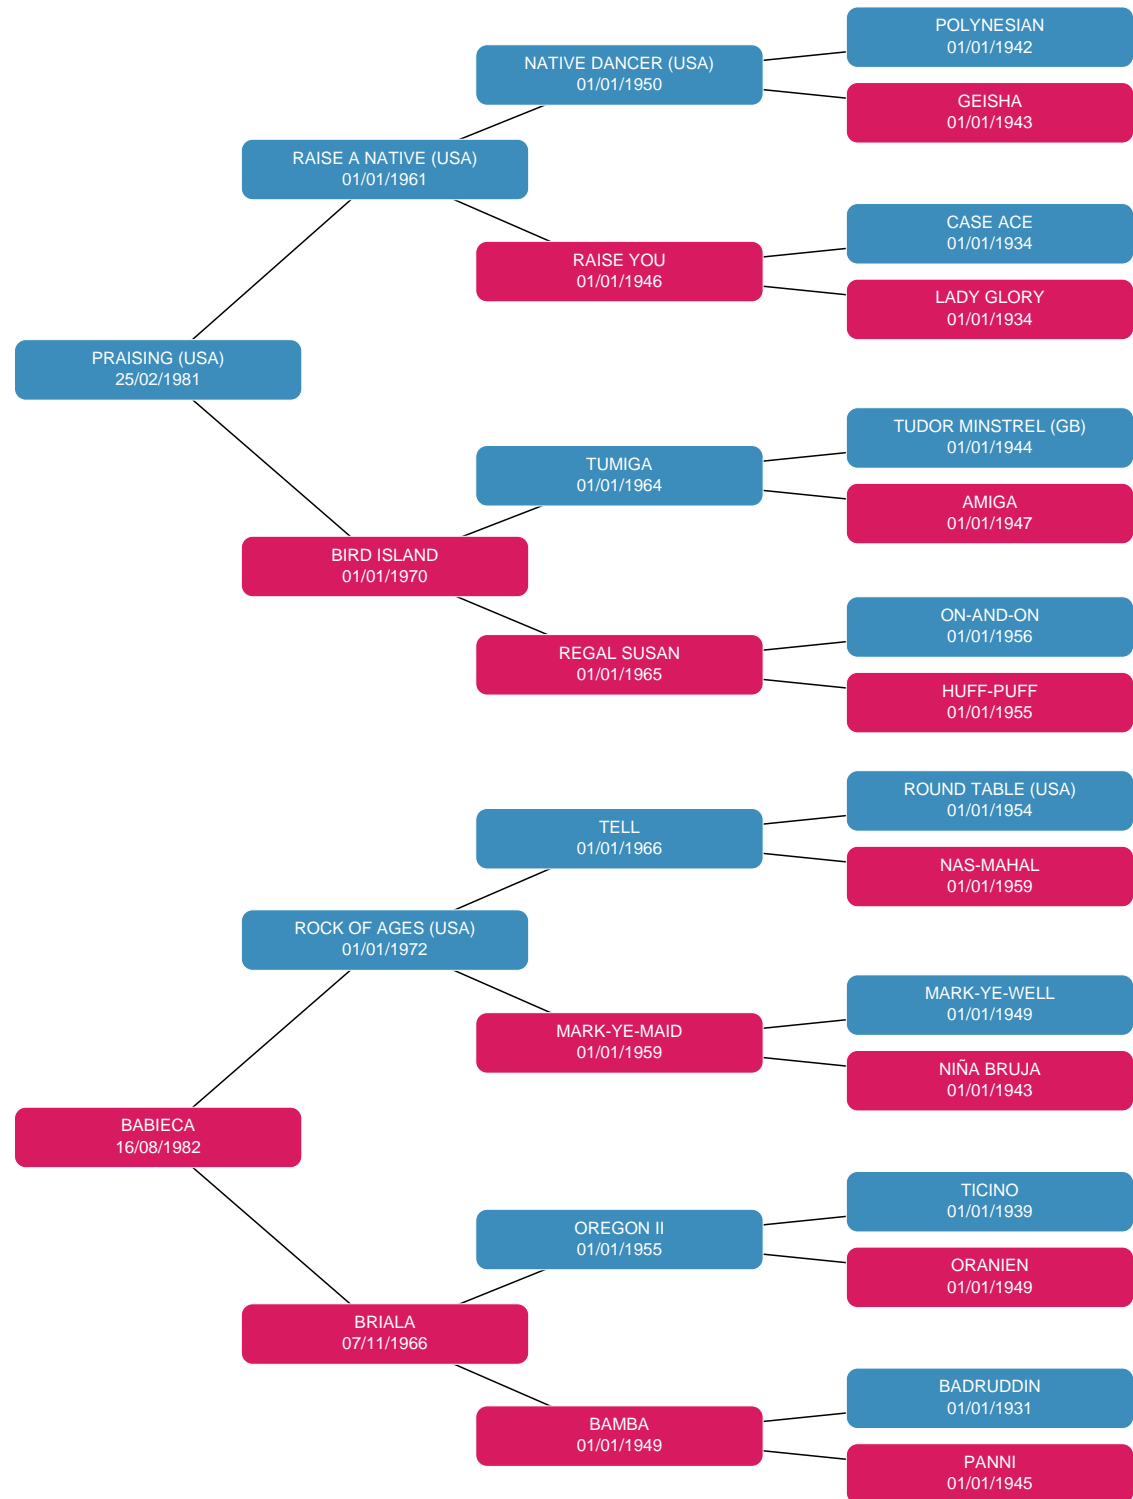 POLYNESIAN
01/01/1942
NATIVE DANCER (USA)
01/01/1950
GEISHA
01/01/1943
RAISE A NATIVE (USA)
01/01/1961
CASE ACE
01/01/1934
RAISE YOU
01/01/1946
LADY GLORY
01/01/1934
PRAISING (USA)
25/02/1981
TUDOR MINSTREL (GB)
01/01/1944
TUMIGA
01/01/1964
AMIGA
01/01/1947
BIRD ISLAND
01/01/1970
ON-AND-ON
01/01/1956
REGAL SUSAN
01/01/1965
HUFF-PUFF
01/01/1955
ROUND TABLE (USA)
01/01/1954
TELL
01/01/1966
NAS-MAHAL
01/01/1959
ROCK OF AGES (USA)
01/01/1972
MARK-YE-WELL
01/01/1949
MARK-YE-MAID
01/01/1959
NIÑA BRUJA
01/01/1943
BABIECA
16/08/1982
TICINO
01/01/1939
OREGON II
01/01/1955
ORANIEN
01/01/1949
BRIALA
07/11/1966
BADRUDDIN
01/01/1931
BAMBA
01/01/1949
PANNI
01/01/1945